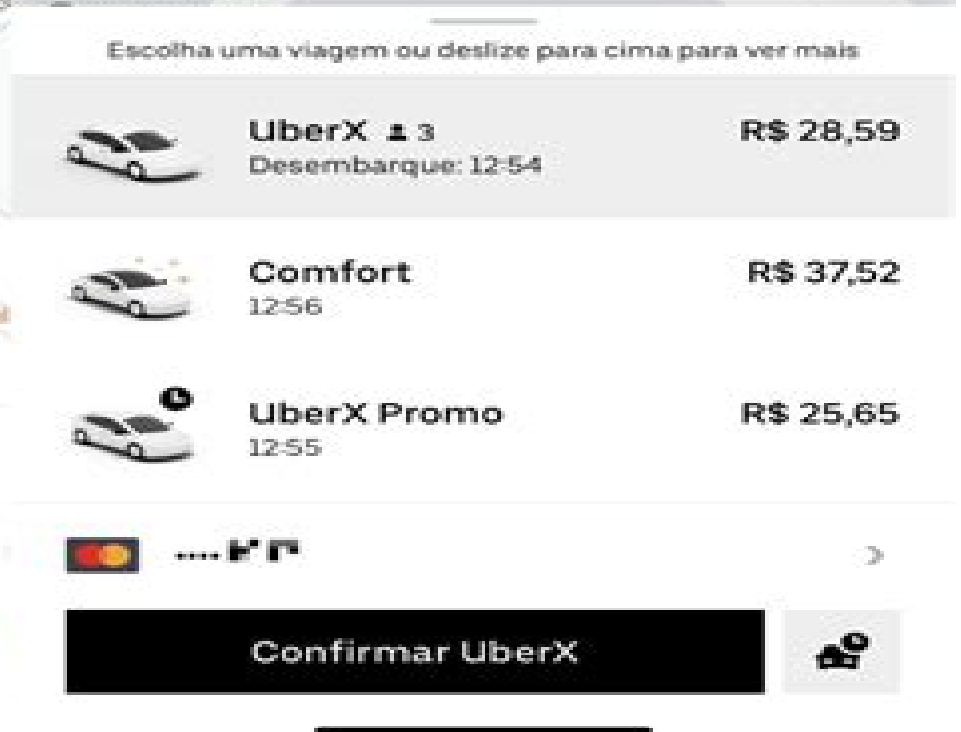 Escolha uma viagem ou deslize para cima para ver mais
UberX 3
R$ 28,59
Desembarque: 12:54
Comfort
R$ 37,52
12:56
UberX Promo
R$ 25,65
12:55
....
Confirmar UberX